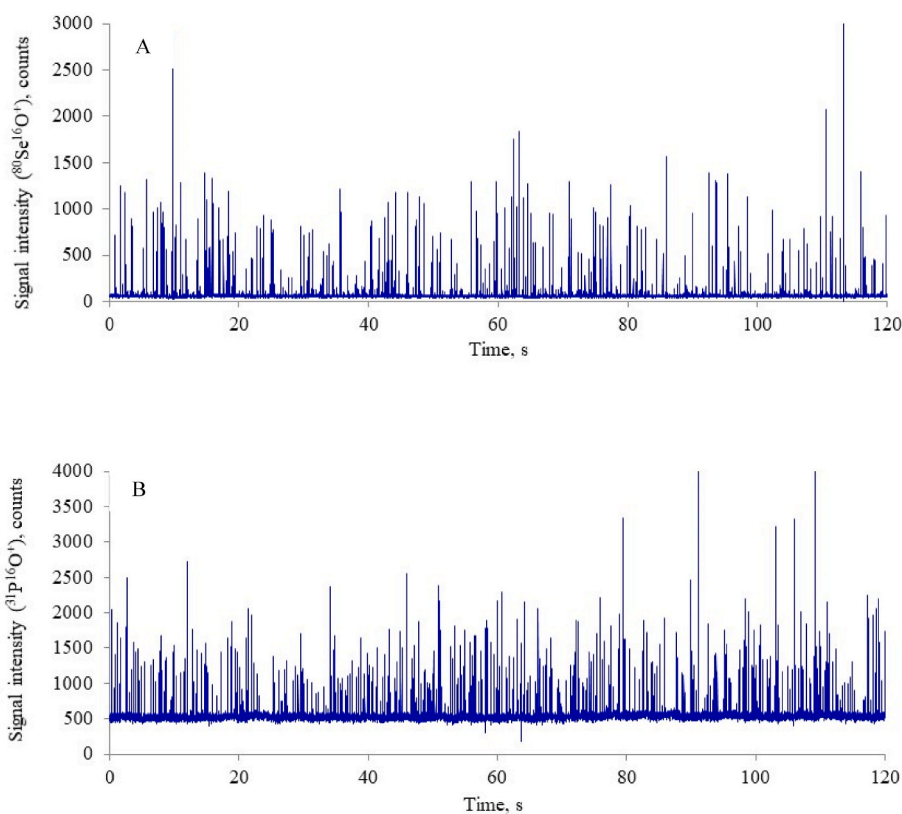 A
Signal intensity (⁸⁰Se¹⁶O⁺), counts
3000
2500
2000
1500
1000
500
0
0 20 40 60 80 100 120
Time, s
B
Signal intensity (³¹P¹⁶O⁺), counts
4000
3500
3000
2500
2000
1500
1000
500
0
0 20 40 60 80 100 120
Time, s